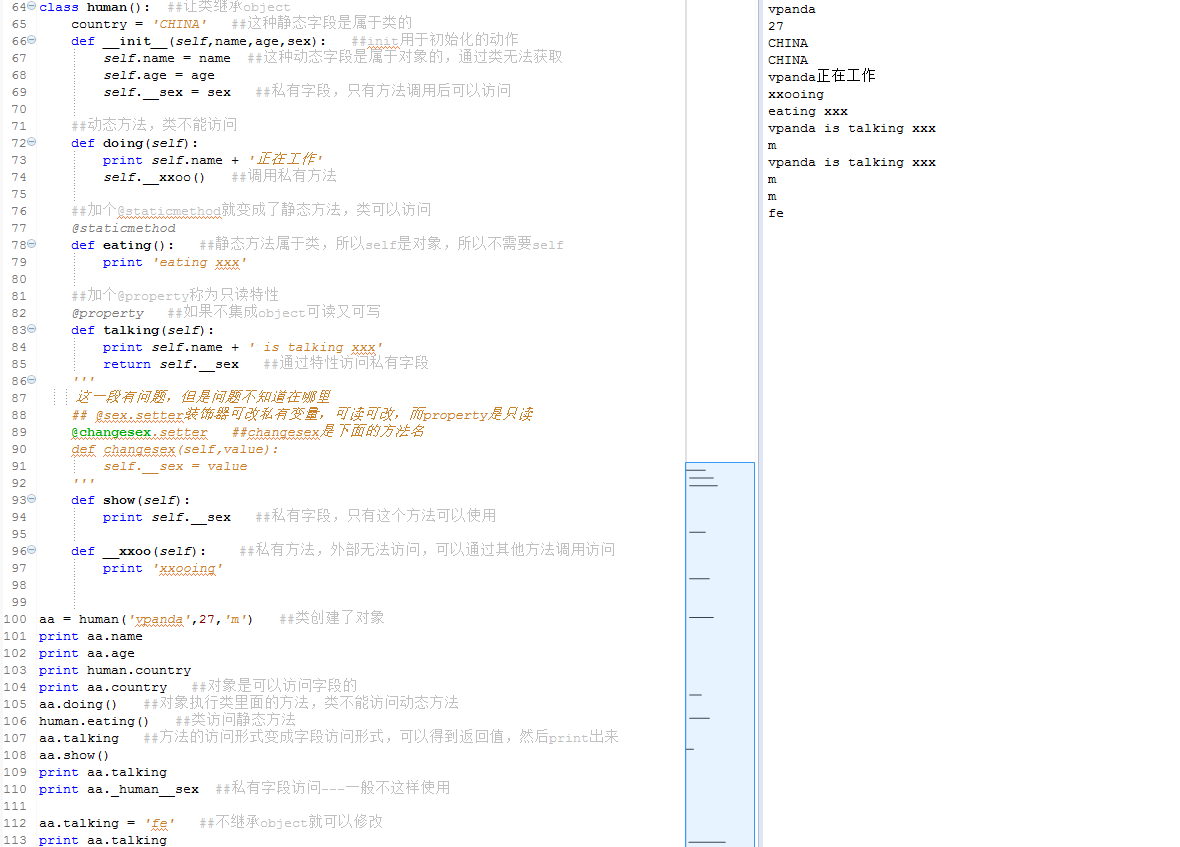 64 class human():  ##让类继承object
65     country = 'CHINA'   ##这种静态字段是属于类的
66     def __init__(self,name,age,sex):   ##init用于初始化的动作
67         self.name = name  ##这种动态字段是属于对象的，通过类无法获取
68         self.age = age
69         self.__sex = sex   ##私有字段，只有方法调用后可以访问
70
71     ##动态方法，类不能访问
72     def doing(self):
73         print self.name + '正在工作'
74         self.__xxoo()   ##调用私有方法
75
76     ##加个@staticmethod就变成了静态方法，类可以访问
77     @staticmethod
78     def eating():   ##静态方法属于类，所以self是对象，所以不需要self
79         print 'eating xxx'
80
81     ##加个@property称为只读特性
82     @property   ##如果不集成object可读又可写
83     def talking(self):
84         print self.name + ' is talking xxx'
85         return self.__sex   ##通过特性访问私有字段
86     '''
87     这一段有问题，但是问题不知道在哪里
88     ## @sex.setter装饰器可改私有变量，可读可改，而property是只读
89     @changesex.setter   ##changesex是下面的方法名
90     def changesex(self,value):
91         self.__sex = value
92     '''
93     def show(self):
94         print self.__sex   ##私有字段，只有这个方法可以使用
95
96     def __xxoo(self):    ##私有方法，外部无法访问，可以通过其他方法调用访问
97         print 'xxooing'
98
99
100 aa = human('vpanda',27,'m')   ##类创建了对象
101 print aa.name
102 print aa.age
103 print human.country
104 print aa.country   ##对象是可以访问字段的
105 aa.doing()   ##对象执行类里面的方法，类不能访问动态方法
106 human.eating()   ##类访问静态方法
107 aa.talking   ##方法的访问形式变成字段访问形式，可以得到返回值，然后print出来
108 aa.show()
109 print aa.talking
110 print aa._human__sex  ##私有字段访问---一般不这样使用
111
112 aa.talking = 'fe'   ##不继承object就可以修改
113 print aa.talking
vpanda
27
CHINA
CHINA
vpanda正在工作
xxooing
eating xxx
vpanda is talking xxx
m
vpanda is talking xxx
m
m
fe